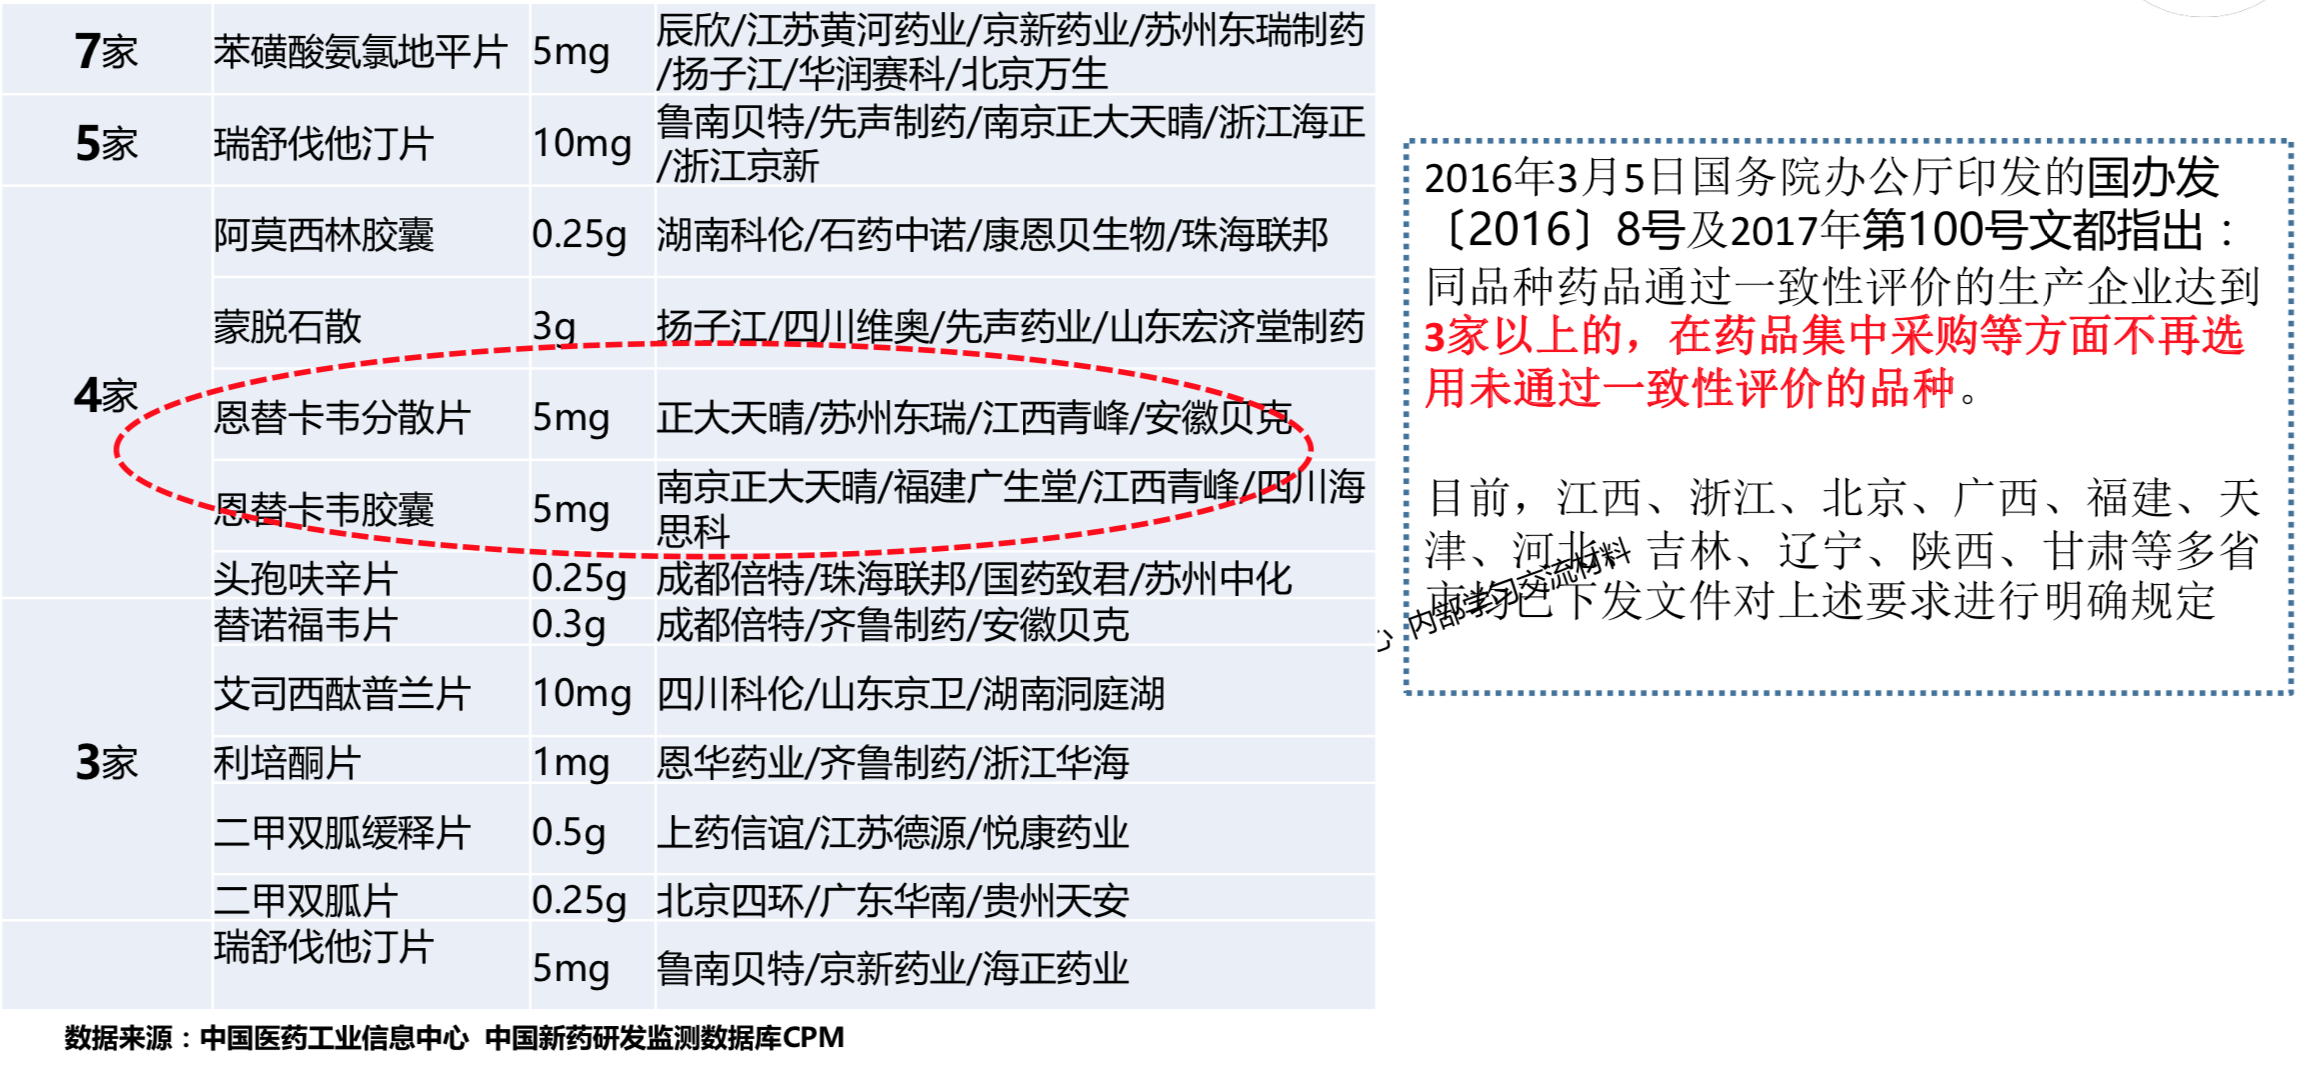 7家 苯磺酸氨氯地平片 5mg 辰欣/江苏黄河药业/京新药业/苏州东瑞制药
/扬子江/华润赛科/北京万生
5家 瑞舒伐他汀片 10mg 鲁南贝特/先声制药/南京正大天晴/浙江海正
/浙江京新
4家
阿莫西林胶囊 0.25g 湖南科伦/石药中诺/康恩贝生物/珠海联邦
蒙脱石散 3g 扬子江/四川维奥/先声药业/山东宏济堂制药
恩替卡韦分散片 5mg 正大天晴/苏州东瑞/江西青峰/安徽贝克
恩替卡韦胶囊 5mg 南京正大天晴/福建广生堂/江西青峰/四川海
思科
头孢呋辛片 0.25g 成都倍特/珠海联邦/国药致君/苏州中化
3家
替诺福韦片 0.3g 成都倍特/齐鲁制药/安徽贝克
艾司西酞普兰片 10mg 四川科伦/山东京卫/湖南洞庭湖
利培酮片 1mg 恩华药业/齐鲁制药/浙江华海
二甲双胍缓释片 0.5g 上药信谊/江苏德源/悦康药业
二甲双胍片 0.25g 北京四环/广东华南/贵州天安
瑞舒伐他汀片 5mg 鲁南贝特/京新药业/海正药业
数据来源：中国医药工业信息中心 中国新药研发监测数据库CPM
2016年3月5日国务院办公厅印发的国办发
〔2016〕8号及2017年第100号文都指出：
同品种药品通过一致性评价的生产企业达到
3家以上的，在药品集中采购等方面不再选
用未通过一致性评价的品种。
目前，江西、浙江、北京、广西、福建、天
津、河北、吉林、辽宁、陕西、甘肃等多省
市均已下发文件对上述要求进行明确规定
心 内部学习交流材料